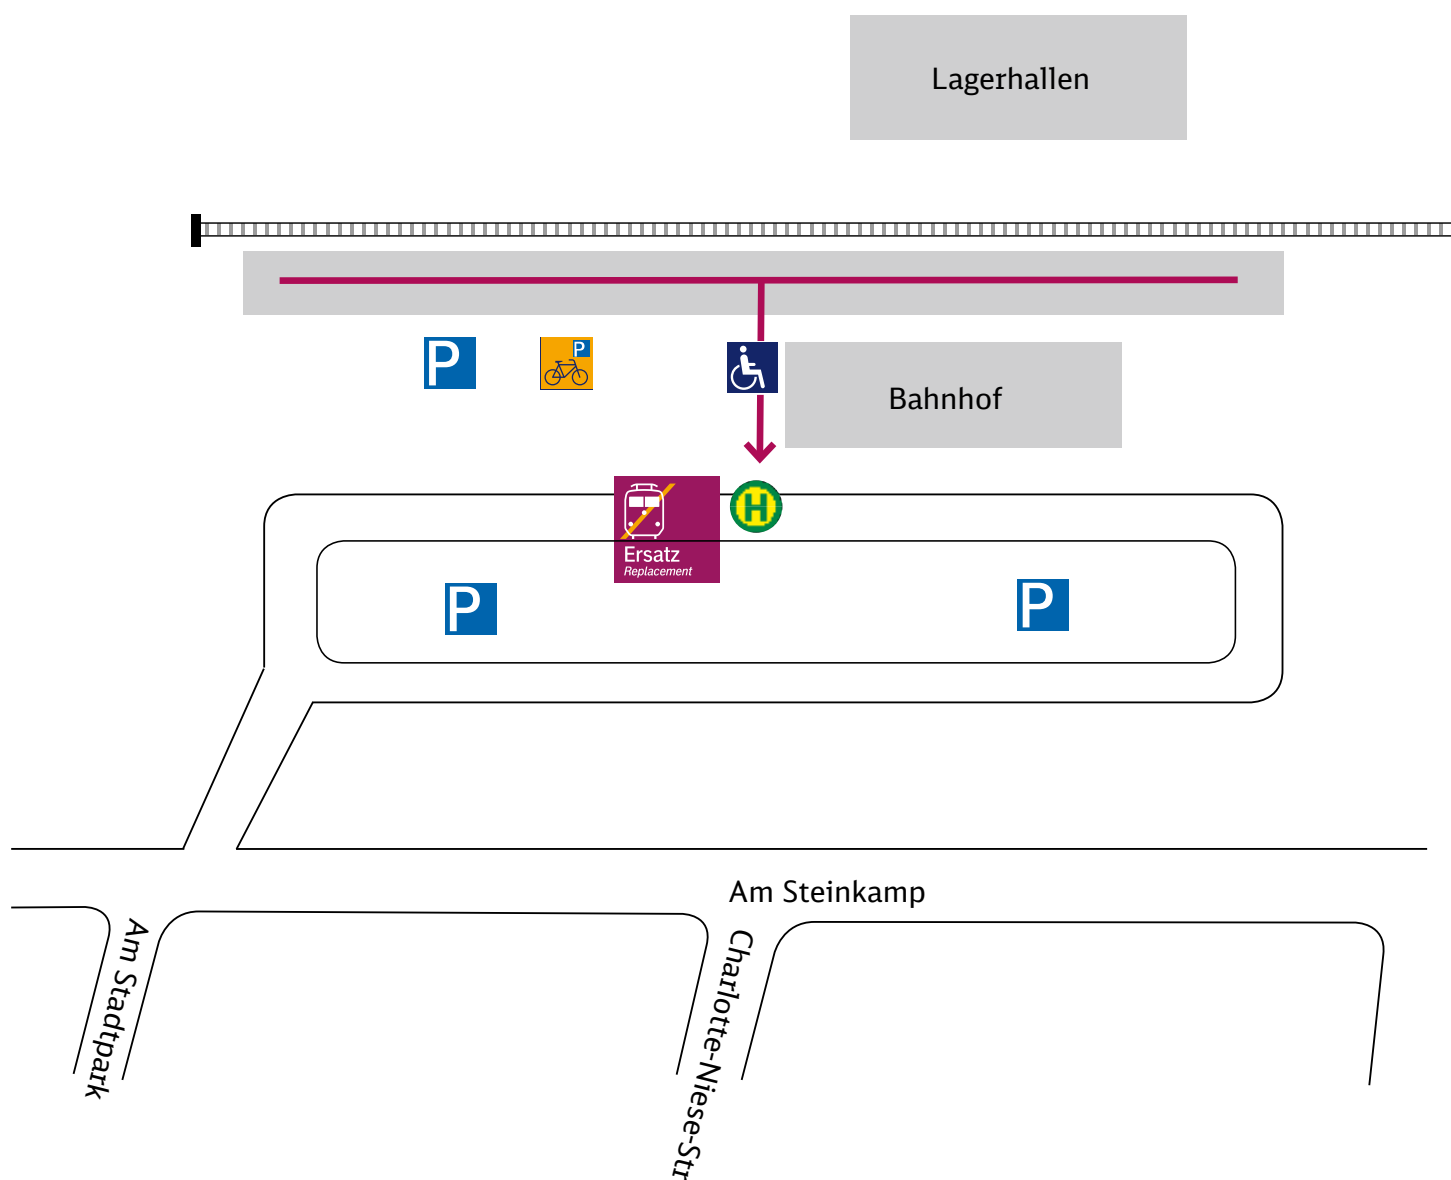 Lagerhallen
P
P
Bahnhof
H
Ersatz
Replacement
P
P
Am Steinkamp
Am Stadtpark
Charlotte-Niese-Str